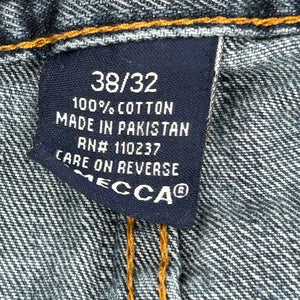 38/32
100% COTTON
MADE IN PAKISTAN
RN# 110237
CARE ON REVERSE
MECCA®